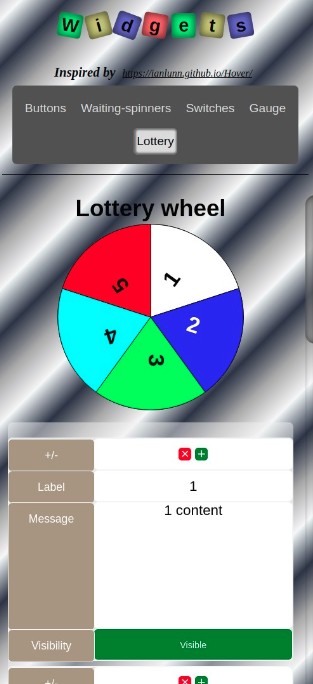 Widgets
Inspired by https://ianlunn.github.io/Hover/
Buttons Waiting-spinners Switches Gauge
Lottery
Lottery wheel
5 1
4 2
3
+/- × +
Label 1
Message 1 content
Visibility Visible
+/- × +